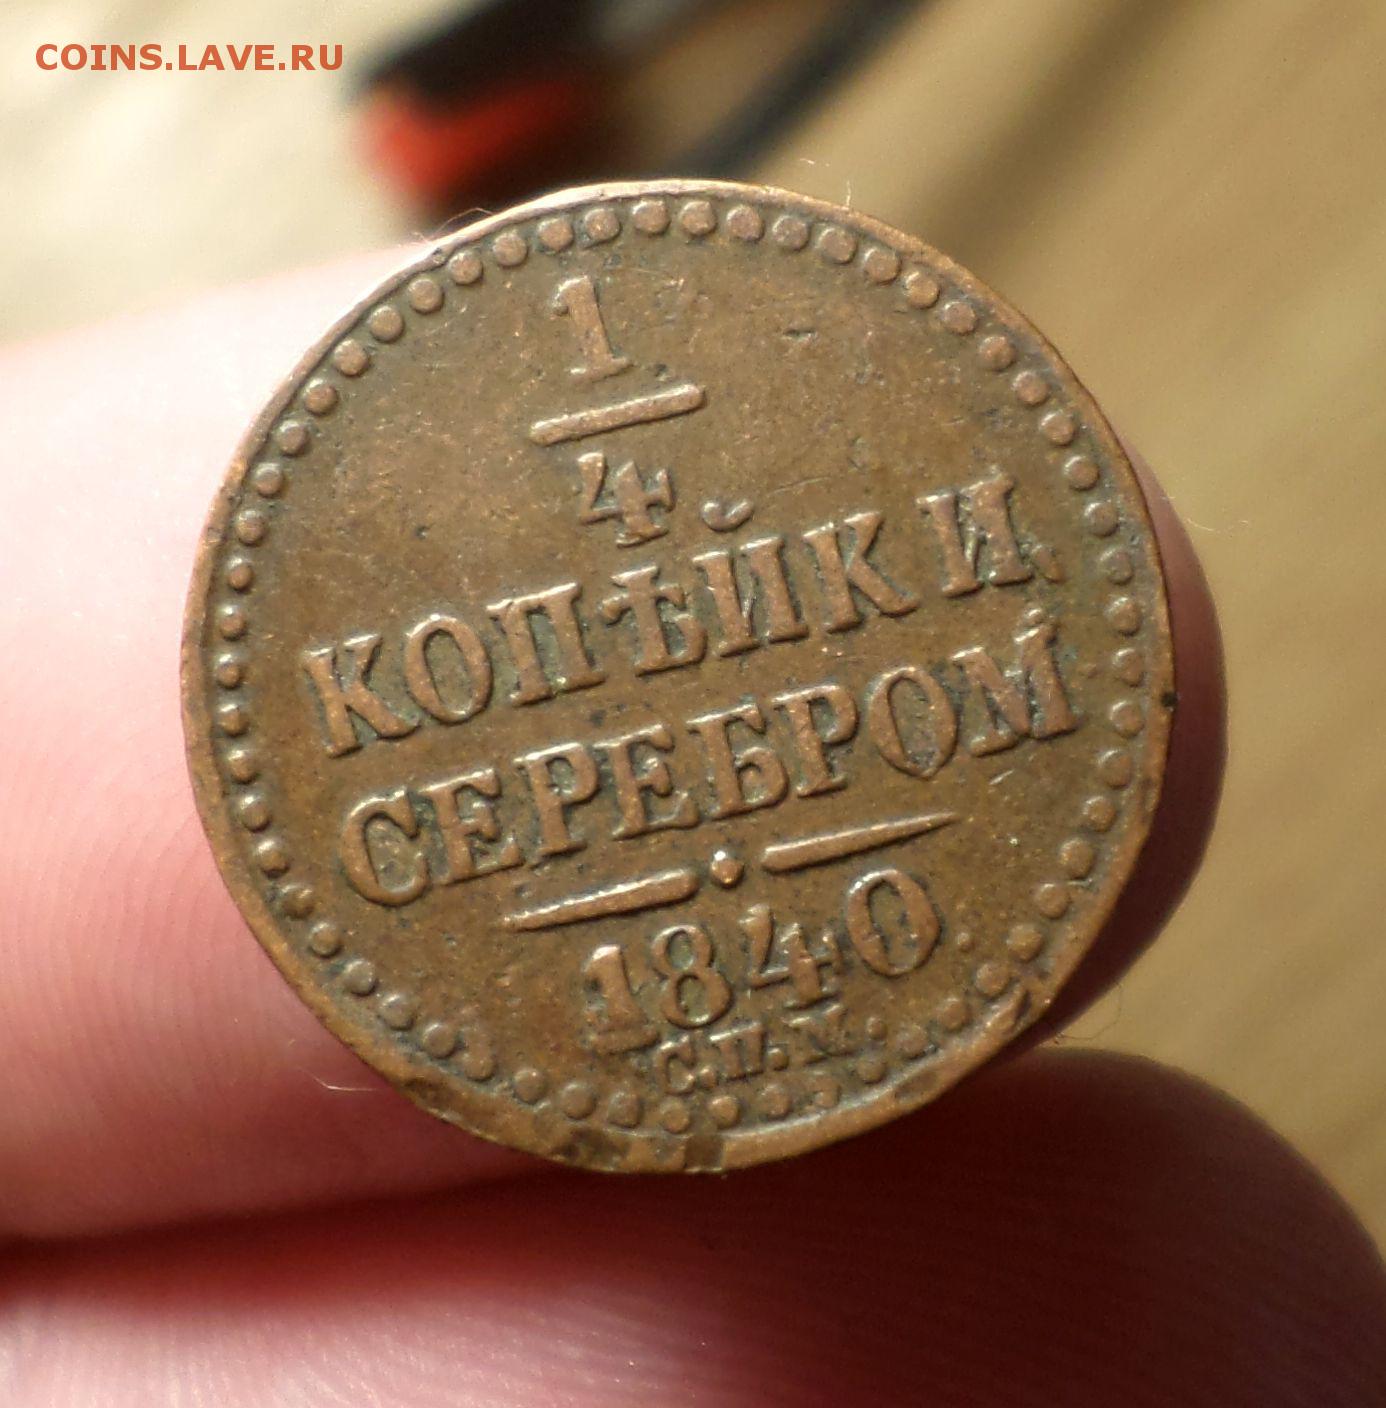 COINS.LAVE.RU
1
4
КОПѢЙКИ
СЕРЕБРОМ
1840
С.П.М.